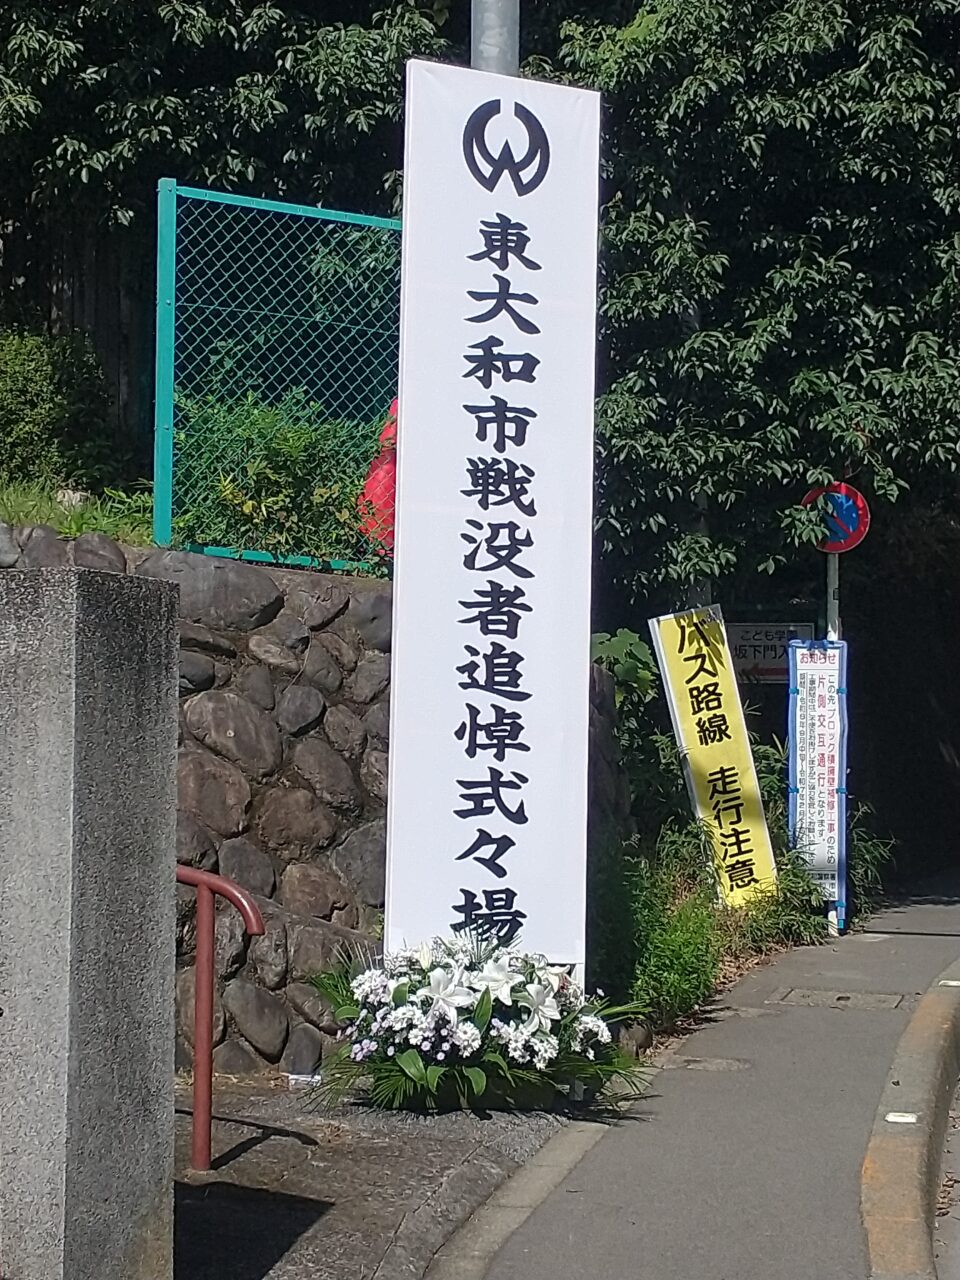 東大和市戦没者追悼式々場
バス路線 走行注意
こども学園
坂下門入
お知らせ
この先ブロック積擁壁補修工事のため
片側交互通行となります。